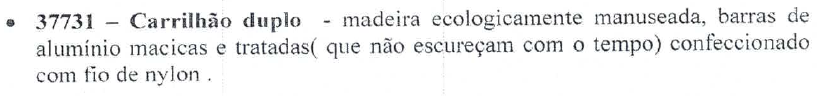 • 37731 – Carrilhão duplo - madeira ecologicamente manuseada, barras de
alumínio macicas e tratadas( que não escureçam com o tempo) confeccionado
com fio de nylon .